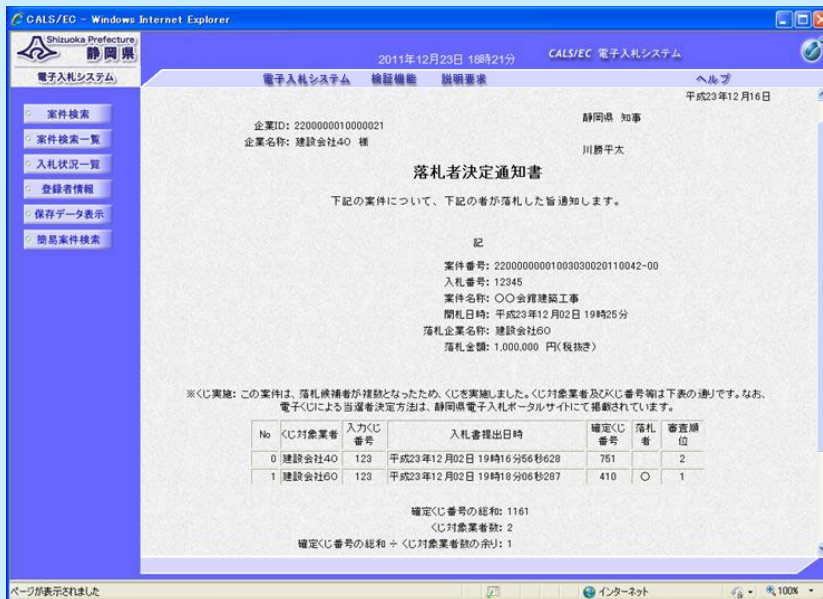 CALS/EC - Windows Internet Explorer
Shizuoka Prefecture
静岡県
電子入札システム
2011年12月23日 18時21分
CALS/EC 電子入札システム
電子入札システム 検証機能 説明要求 ヘルプ
案件検索
案件検索一覧
入札状況一覧
登録者情報
保存データ表示
簡易案件検索
平成23年12月16日
静岡県 知事
企業ID: 2200000010000021
企業名称: 建設会社40 様
川勝平太
落札者決定通知書
下記の案件について、下記の者が落札した旨通知します。
記
案件番号: 22000000001003030020110042-00
入札番号: 12345
案件名称: 〇〇会館建築工事
開札日時: 平成23年12月02日 19時25分
落札企業名称: 建設会社60
落札金額: 1,000,000 円(税抜き)
※くじ実施: この案件は、落札候補者が複数となったため、くじを実施しました。くじ対象業者及びくじ番号等は下表の通りです。なお、
電子くじによる当選者決定方法は、静岡県電子入札ポータルサイトにて掲載されています。
No くじ対象業者 入力くじ番号 入札書提出日時 確定くじ番号 落札者 審査順位
0 建設会社40 123 平成23年12月02日 19時16分56秒628 751 2
1 建設会社60 123 平成23年12月02日 19時18分06秒287 410 〇 1
確定くじ番号の総和: 1161
くじ対象業者数: 2
確定くじ番号の総和 ÷ くじ対象業者数の余り: 1
ページが表示されました
インターネット
100%